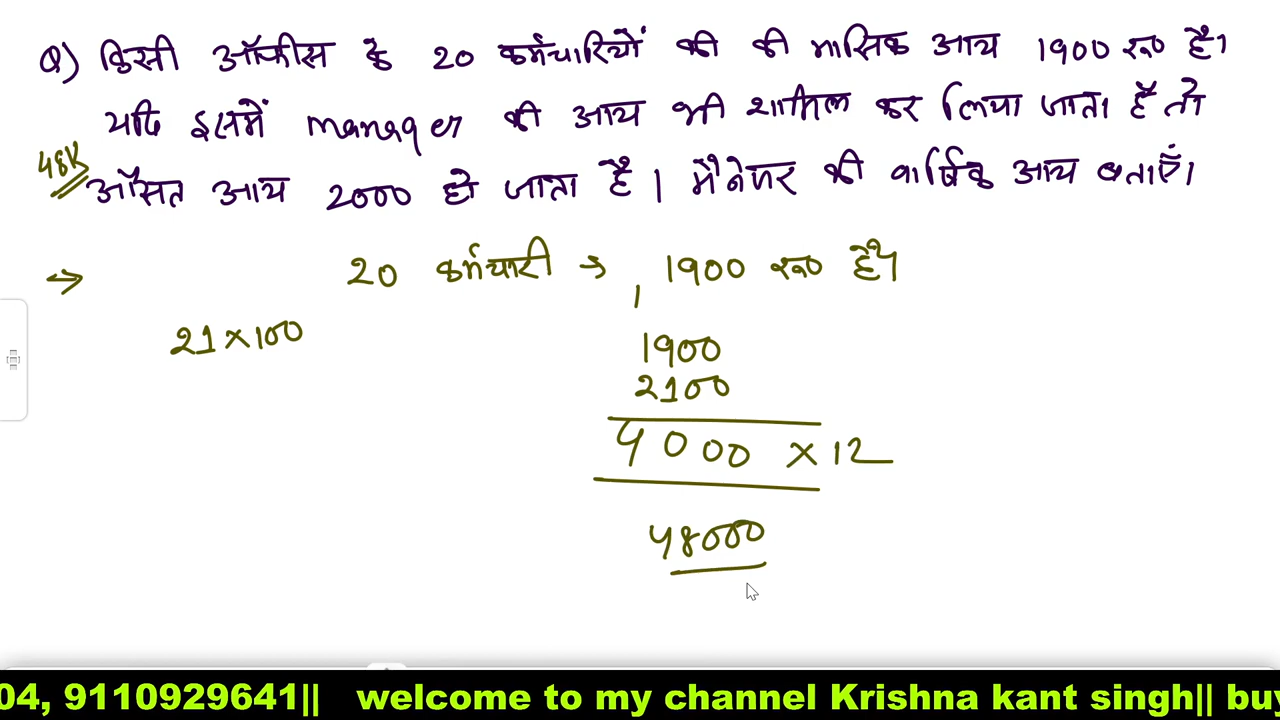 Q) किसी ऑफीस के 20 कर्मचारियों की की मासिक आय 1900 रू० है।
यदि इसमें manager की आय भी शामिल कर लिया जाता है तो
48K
औसत आय 2000 हो जाता है। मैनेजर की वार्षिक आय बताएं।
⇒ 20 कर्मचारी → 1900 रू० है।
21 × 100
1900
2100
4000 × 12
48000
04, 9110929641|| welcome to my channel Krishna kant singh|| buy